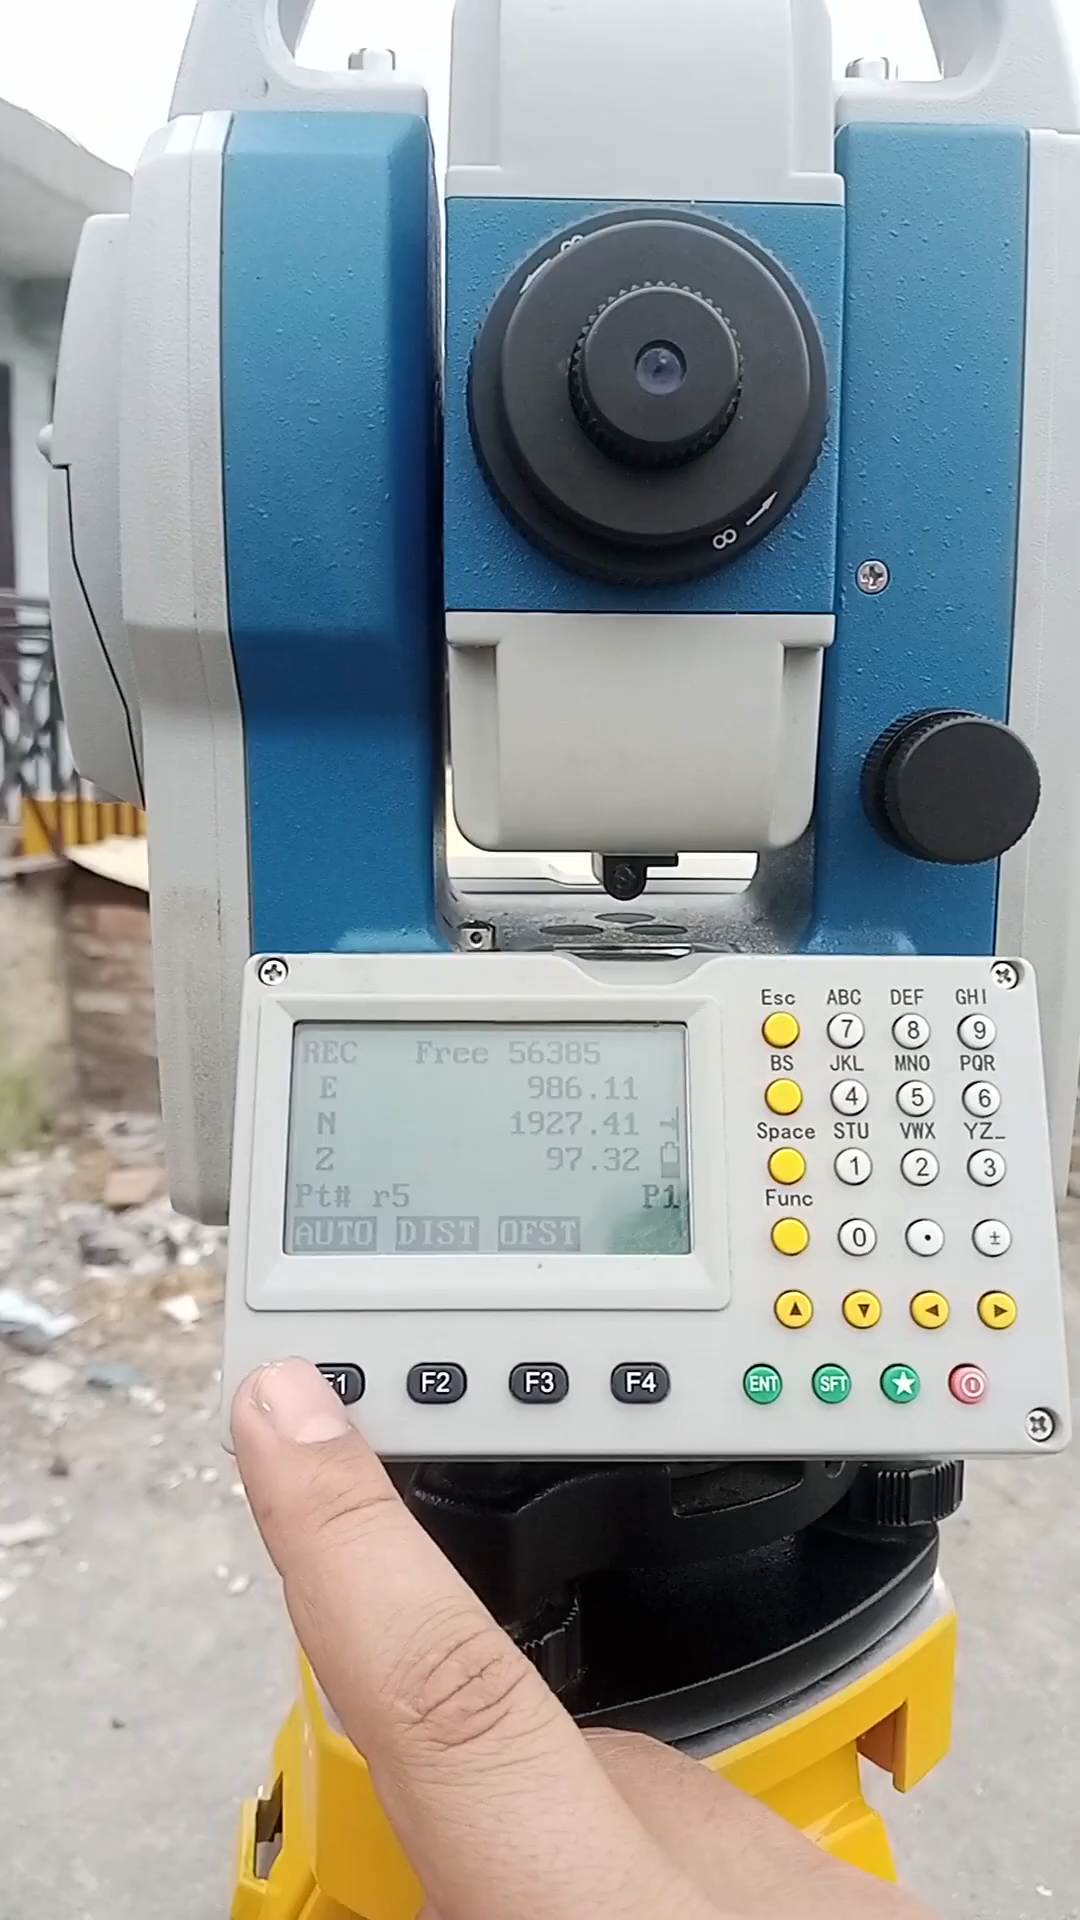 ∞
REC Free 56385
E 986.11
N 1927.41
Z 97.32
Pt# r5 P1
AUTO DIST OFST
Esc ABC DEF GHI
7 8 9
BS JKL MNO PQR
4 5 6
Space STU VWX YZ_
1 2 3
Func
0 • ±
▲ ▼ ◀ ▶
F1 F2 F3 F4 ENT SFT ★